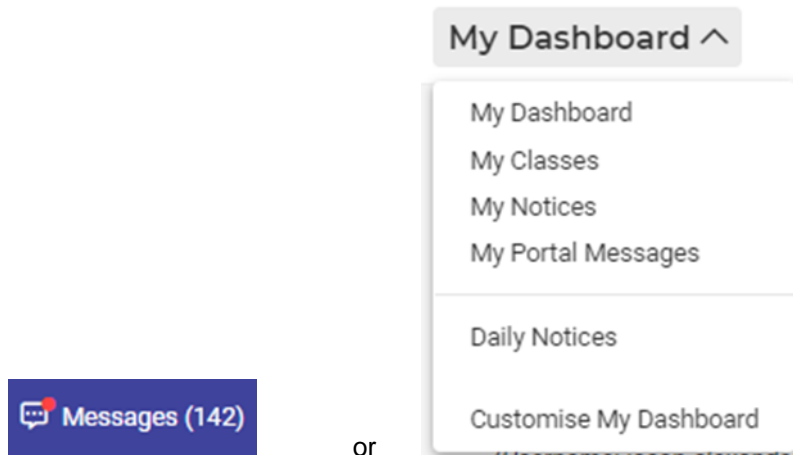 My Dashboard
My Dashboard
My Classes
My Notices
My Portal Messages
Daily Notices
Customise My Dashboard
Messages (142)
or